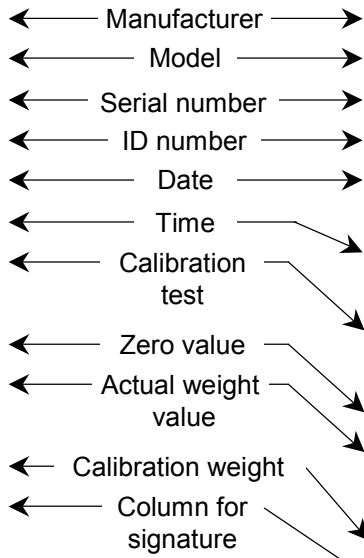 Manufacturer
Model
Serial number
ID number
Date
Time
Calibration
test
Zero value
Actual weight
value
Calibration weight
Column for
signature